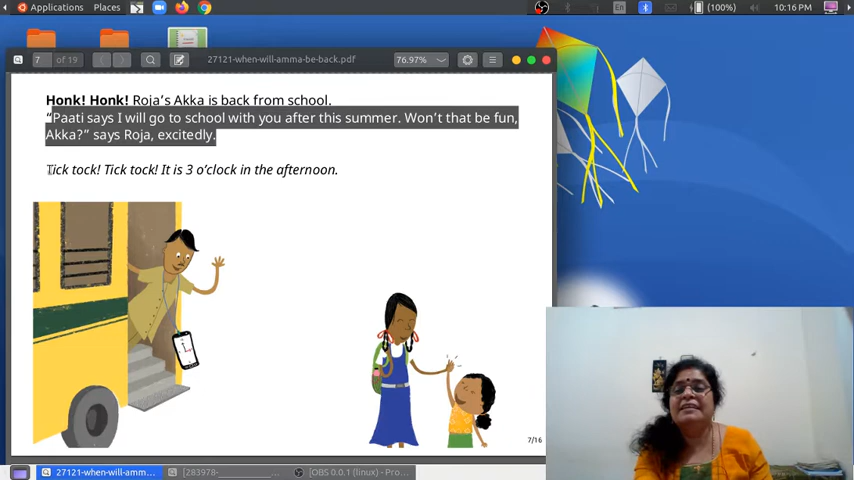 Applications Places En (100%) 10:16 PM
7 of 19 27121-when-will-amma-be-back.pdf 76.97%
Honk! Honk! Roja's Akka is back from school.
"Paati says I will go to school with you after this summer. Won't that be fun,
Akka?" says Roja, excitedly.
Tick tock! Tick tock! It is 3 o'clock in the afternoon.
7/16
27121-when-will-amm... [283978-____________... [OBS 0.0.1 (linux) - Pro...